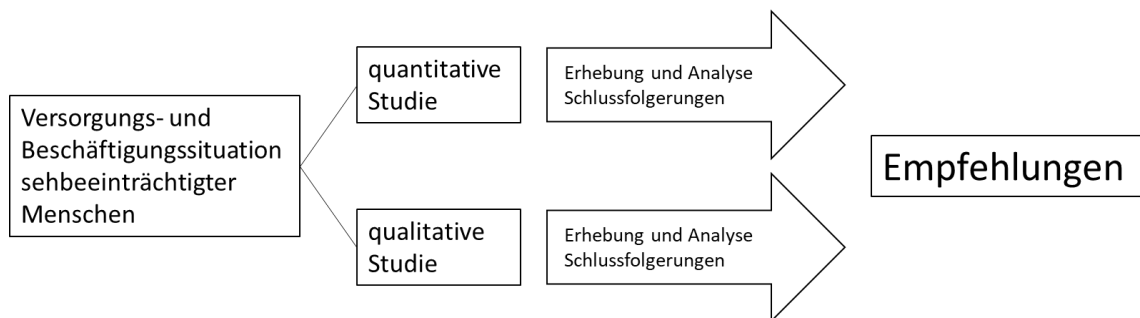 Versorgungs- und
Beschäftigungssituation
sehbeeinträchtigter
Menschen
quantitative
Studie
Erhebung und Analyse
Schlussfolgerungen
qualitative
Studie
Erhebung und Analyse
Schlussfolgerungen
Empfehlungen